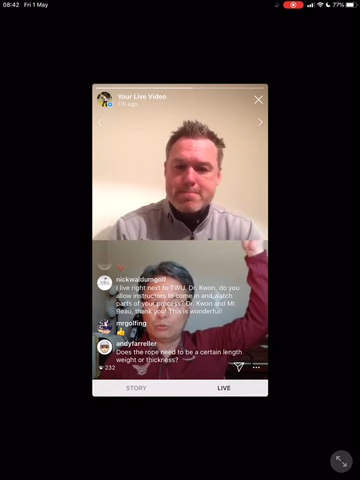 08:42 Fri 1 May
77%
Your Live Video
11h ago
nickwaldumgolf
I live right next to TWU. Dr. Kwon, do you
allow instructors to come in and watch
parts of your process? Dr. Kwon and Mr.
Beau, thank you! This is wonderful!
mrgolfing
andyfarreller
Does the rope need to be a certain length
weight or thickness?
232
STORY LIVE